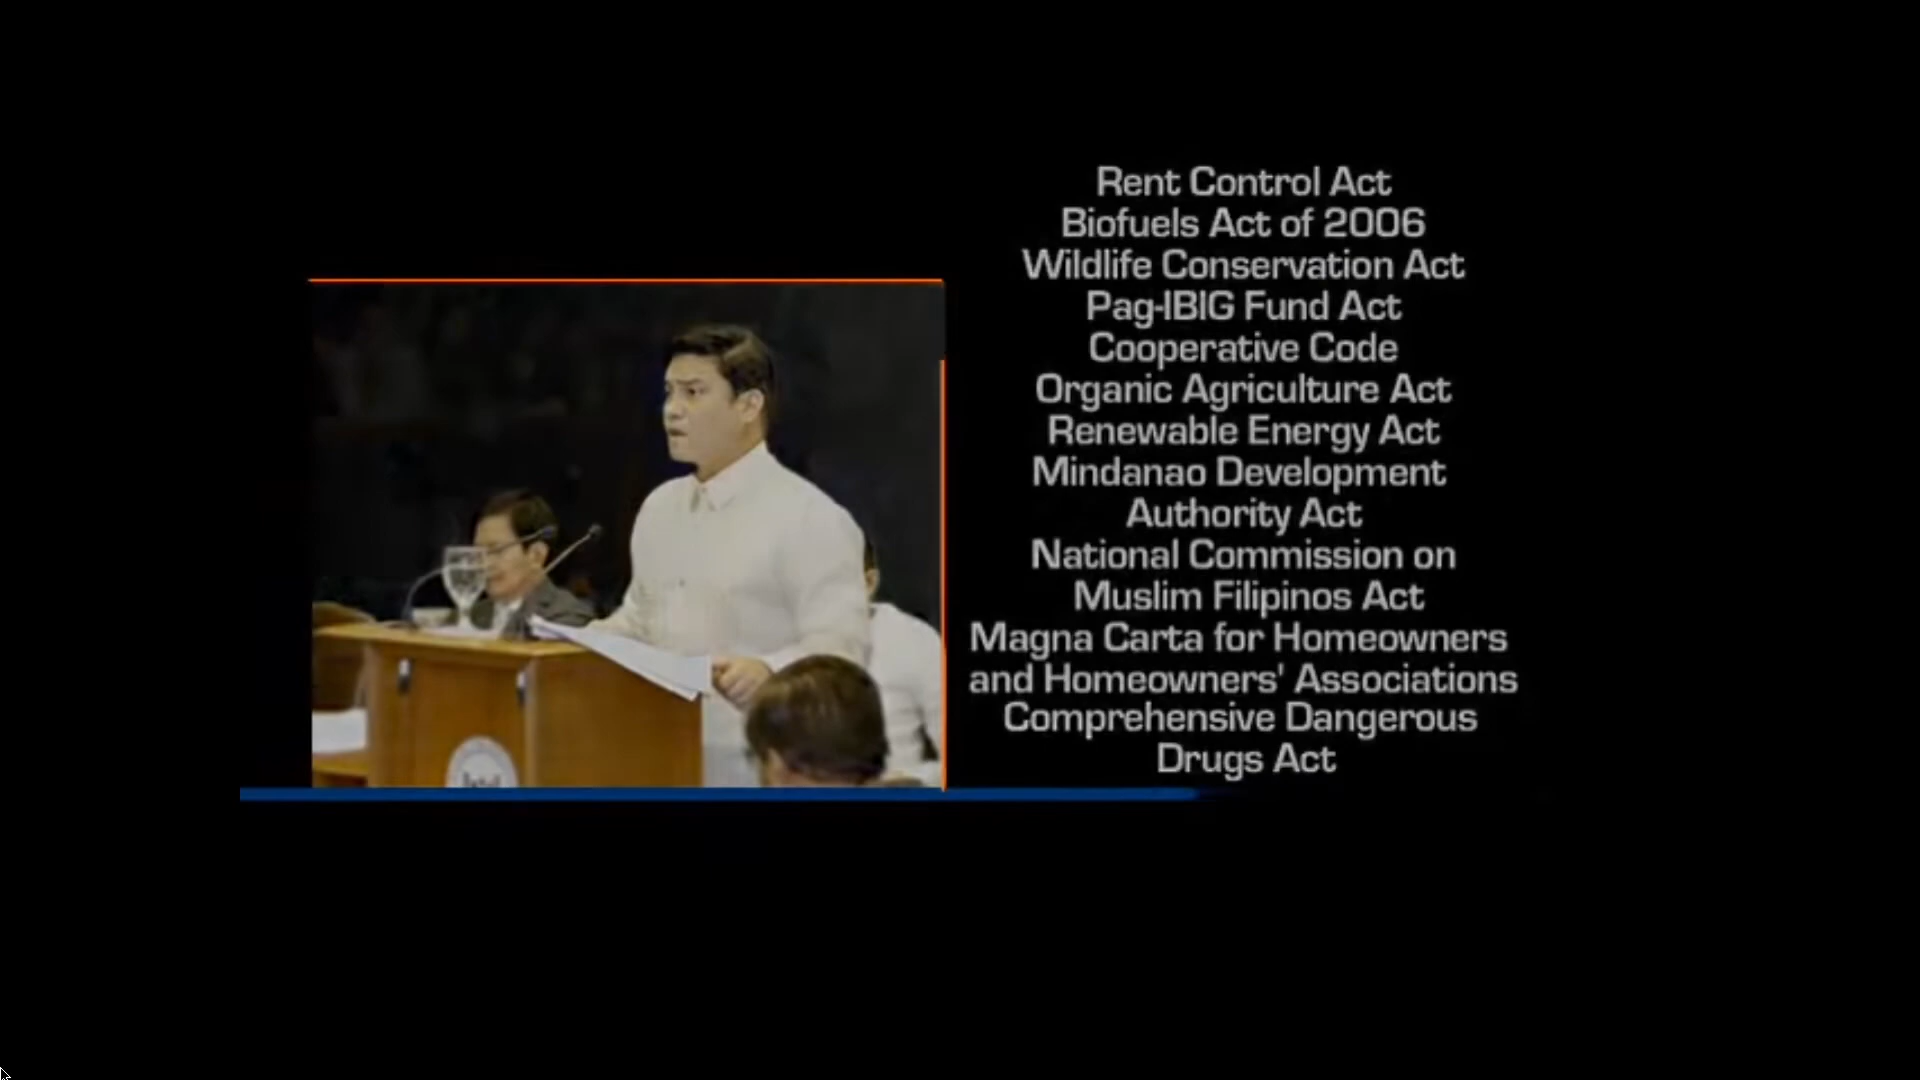 Rent Control Act
Biofuels Act of 2006
Wildlife Conservation Act
Pag-IBIG Fund Act
Cooperative Code
Organic Agriculture Act
Renewable Energy Act
Mindanao Development
Authority Act
National Commission on
Muslim Filipinos Act
Magna Carta for Homeowners
and Homeowners' Associations
Comprehensive Dangerous
Drugs Act